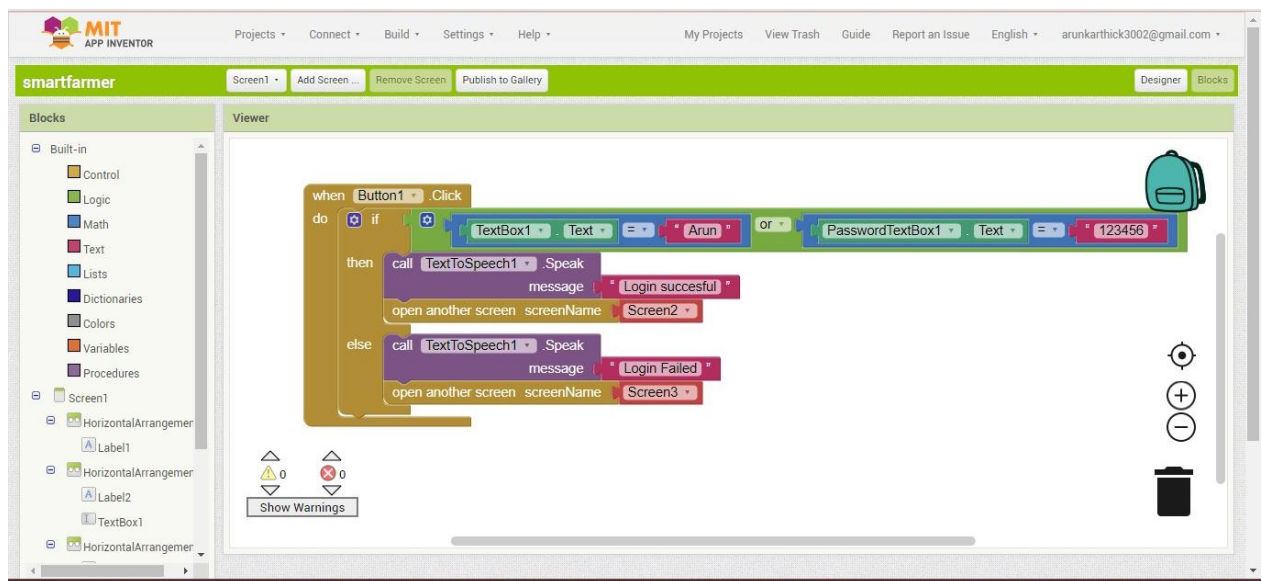 MIT
APP INVENTOR
Projects Connect Build Settings Help My Projects View Trash Guide Report an Issue English arunkarthick3002@gmail.com
smartfarmer Screen1 Add Screen ... Remove Screen Publish to Gallery Designer Blocks
Blocks Viewer
Built-in
Control
Logic
Math
Text
Lists
Dictionaries
Colors
Variables
Procedures
Screen1
HorizontalArrangemer
Label1
HorizontalArrangemer
Label2
TextBox1
HorizontalArrangemer
when Button1 .Click
do if TextBox1 . Text = " Arun " or PasswordTextBox1 . Text = " 123456 "
then call TextToSpeech1 .Speak
message " Login succesful "
open another screen screenName Screen2
else call TextToSpeech1 .Speak
message " Login Failed "
open another screen screenName Screen3
0 0
Show Warnings